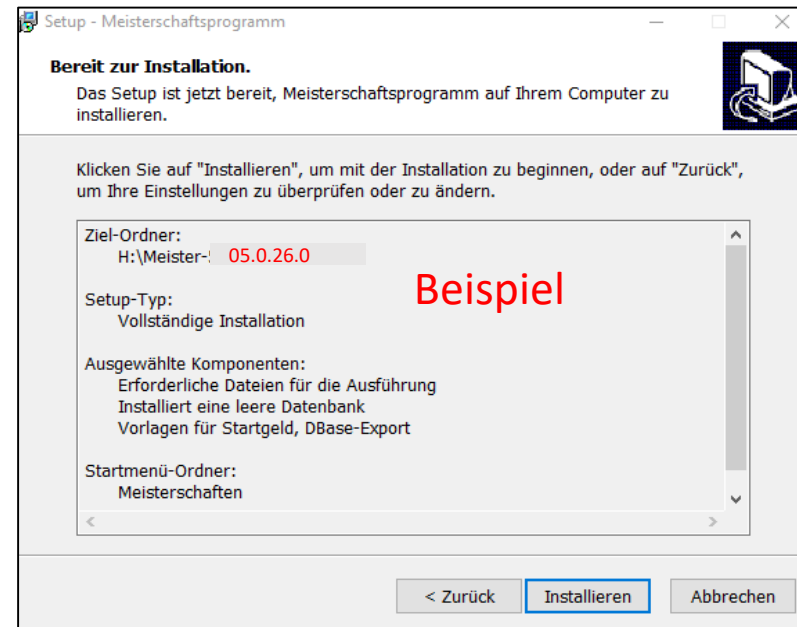 Setup - Meisterschaftsprogramm
Bereit zur Installation.
Das Setup ist jetzt bereit, Meisterschaftsprogramm auf Ihrem Computer zu
installieren.
Klicken Sie auf "Installieren", um mit der Installation zu beginnen, oder auf "Zurück",
um Ihre Einstellungen zu überprüfen oder zu ändern.
Ziel-Ordner:
H:\Meister- 05.0.26.0
Beispiel
Setup-Typ:
Vollständige Installation
Ausgewählte Komponenten:
Erforderliche Dateien für die Ausführung
Installiert eine leere Datenbank
Vorlagen für Startgeld, DBase-Export
Startmenü-Ordner:
Meisterschaften
< Zurück Installieren Abbrechen